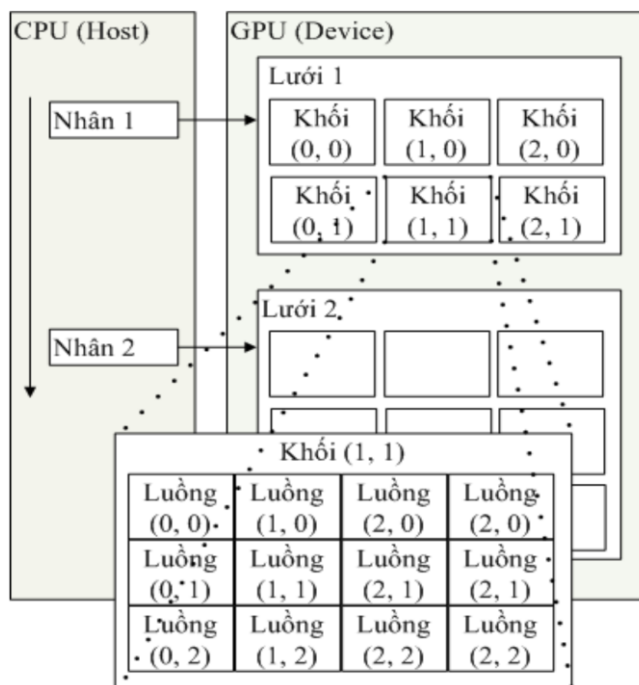 CPU (Host)
GPU (Device)
Lưới 1
Nhân 1
Khối
(0, 0)
Khối
(1, 0)
Khối
(2, 0)
Khối
(0, 1)
Khối
(1, 1)
Khối
(2, 1)
Lưới 2
Nhân 2
Khối (1, 1)
Luồng
(0, 0)
Luồng
(1, 0)
Luồng
(2, 0)
Luồng
(2, 0)
Luồng
(0, 1)
Luồng
(1, 1)
Luồng
(2, 1)
Luồng
(2, 1)
Luồng
(0, 2)
Luồng
(1, 2)
Luồng
(2, 2)
Luồng
(2, 2)